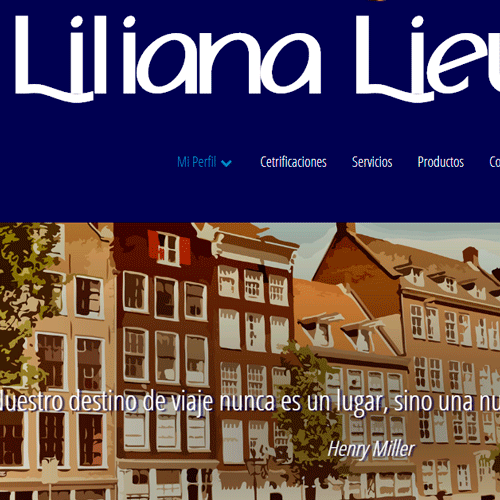 Liliana Lieu
Mi Perfil Cetrificaciones Servicios Productos Co
Nuestro destino de viaje nunca es un lugar, sino una nu
Henry Miller